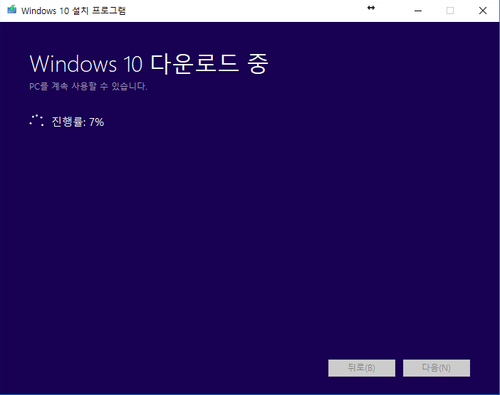 Windows 10 설치 프로그램
Windows 10 다운로드 중
PC를 계속 사용할 수 있습니다.
진행률: 7%
뒤로(B) 다음(N)